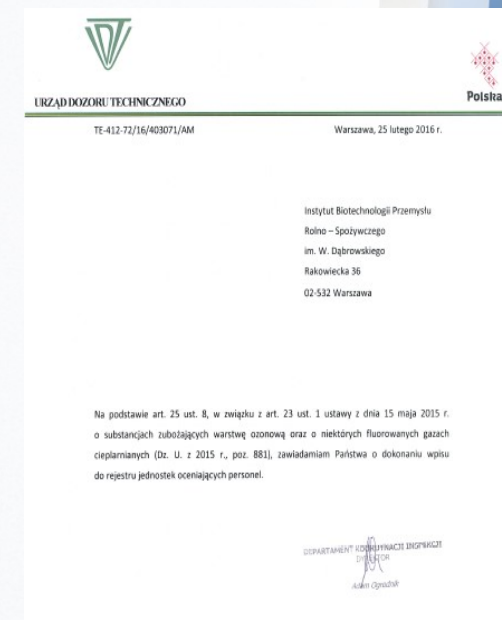 UDT
URZĄD DOZORU TECHNICZNEGO
Polska
TE-412-72/16/403071/AM
Warszawa, 25 lutego 2016 r.
Instytut Biotechnologii Przemysłu
Rolno – Spożywczego
im. W. Dąbrowskiego
Rakowiecka 36
02-532 Warszawa
Na podstawie art. 25 ust. 8, w związku z art. 23 ust. 1 ustawy z dnia 15 maja 2015 r.
o substancjach zubożających warstwę ozonową oraz o niektórych fluorowanych gazach
cieplarnianych (Dz. U. z 2015 r., poz. 881), zawiadamiam Państwa o dokonaniu wpisu
do rejestru jednostek oceniających personel.
DEPARTAMENT KOORDYNACJI INSPEKCJI
DYREKTOR
Adam Ogrodnik